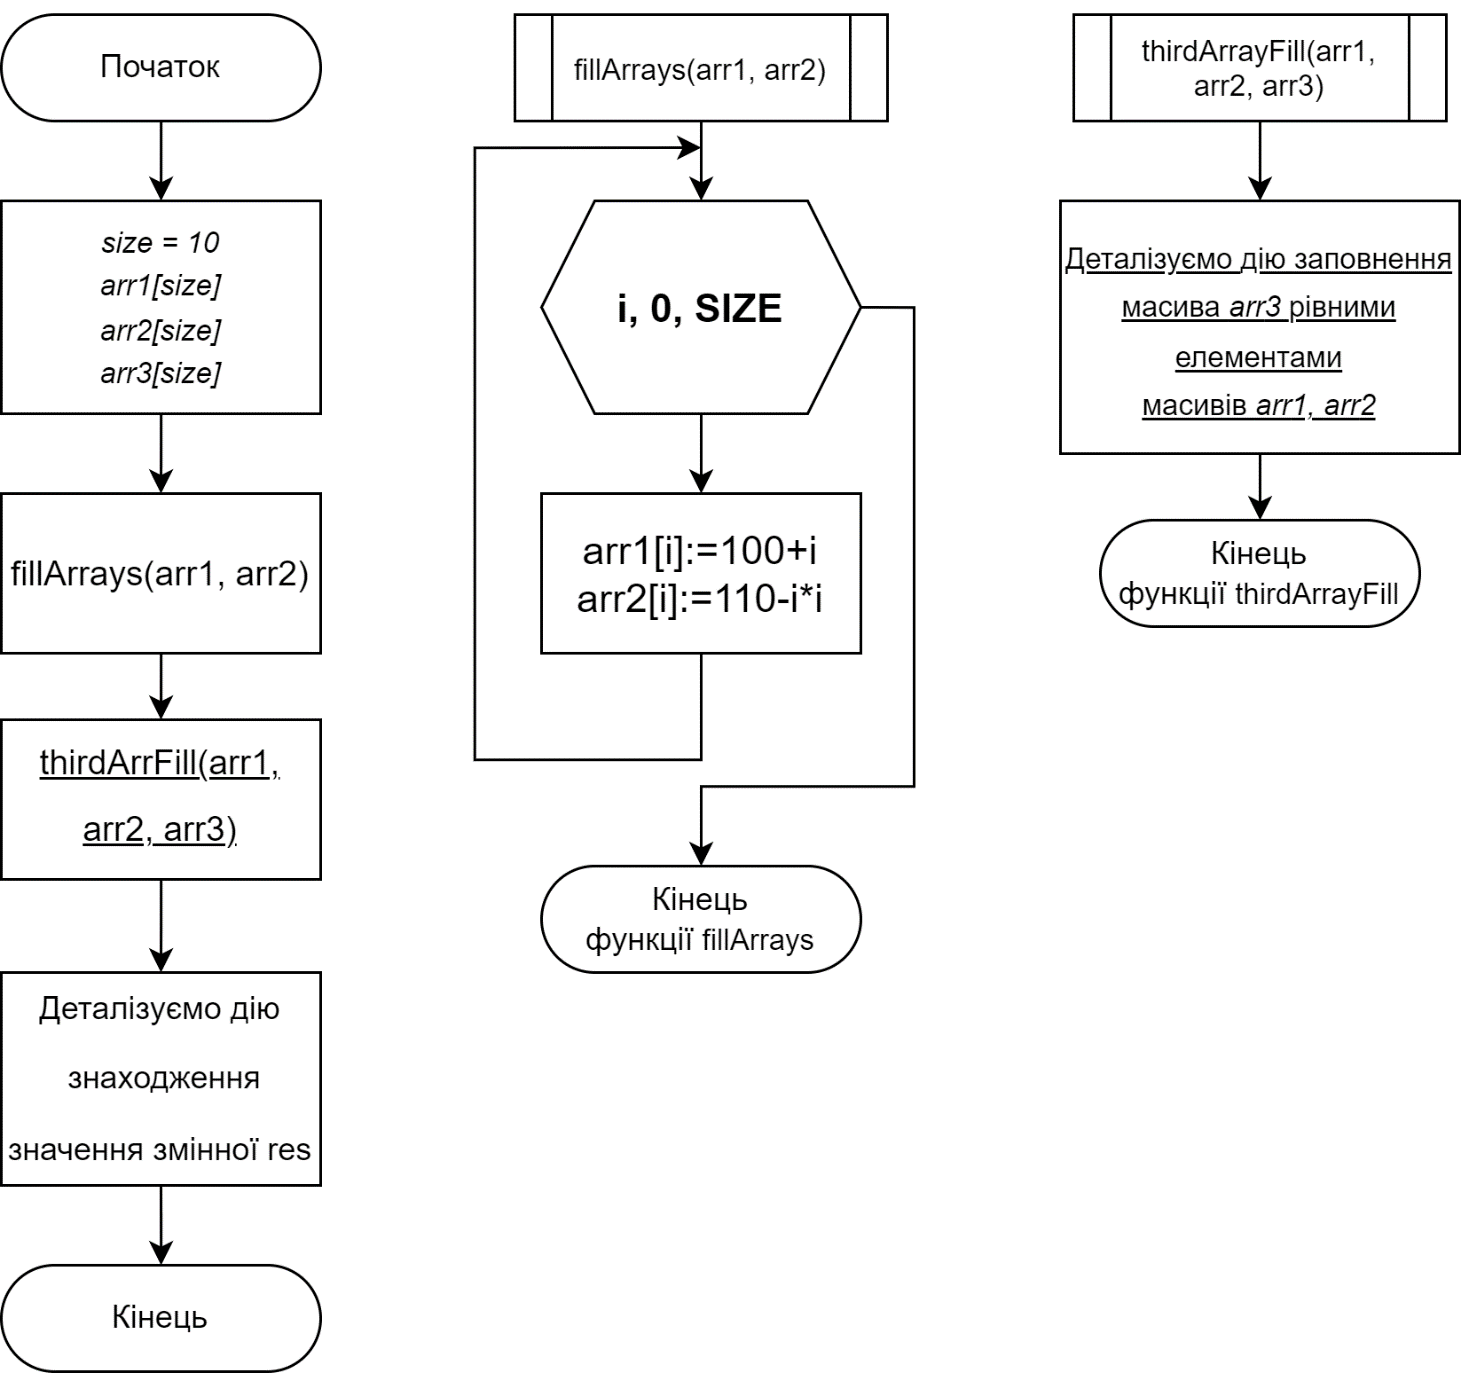 Початок
size = 10
arr1[size]
arr2[size]
arr3[size]
fillArrays(arr1, arr2)
thirdArrFill(arr1,
arr2, arr3)
Деталізуємо дію
знаходження
значення змінної res
Кінець
fillArrays(arr1, arr2)
i, 0, SIZE
arr1[i]:=100+i
arr2[i]:=110-i*i
Кінець
функції fillArrays
thirdArrayFill(arr1,
arr2, arr3)
Деталізуємо дію заповнення
масива arr3 рівними
елементами
масивів arr1, arr2
Кінець
функції thirdArrayFill